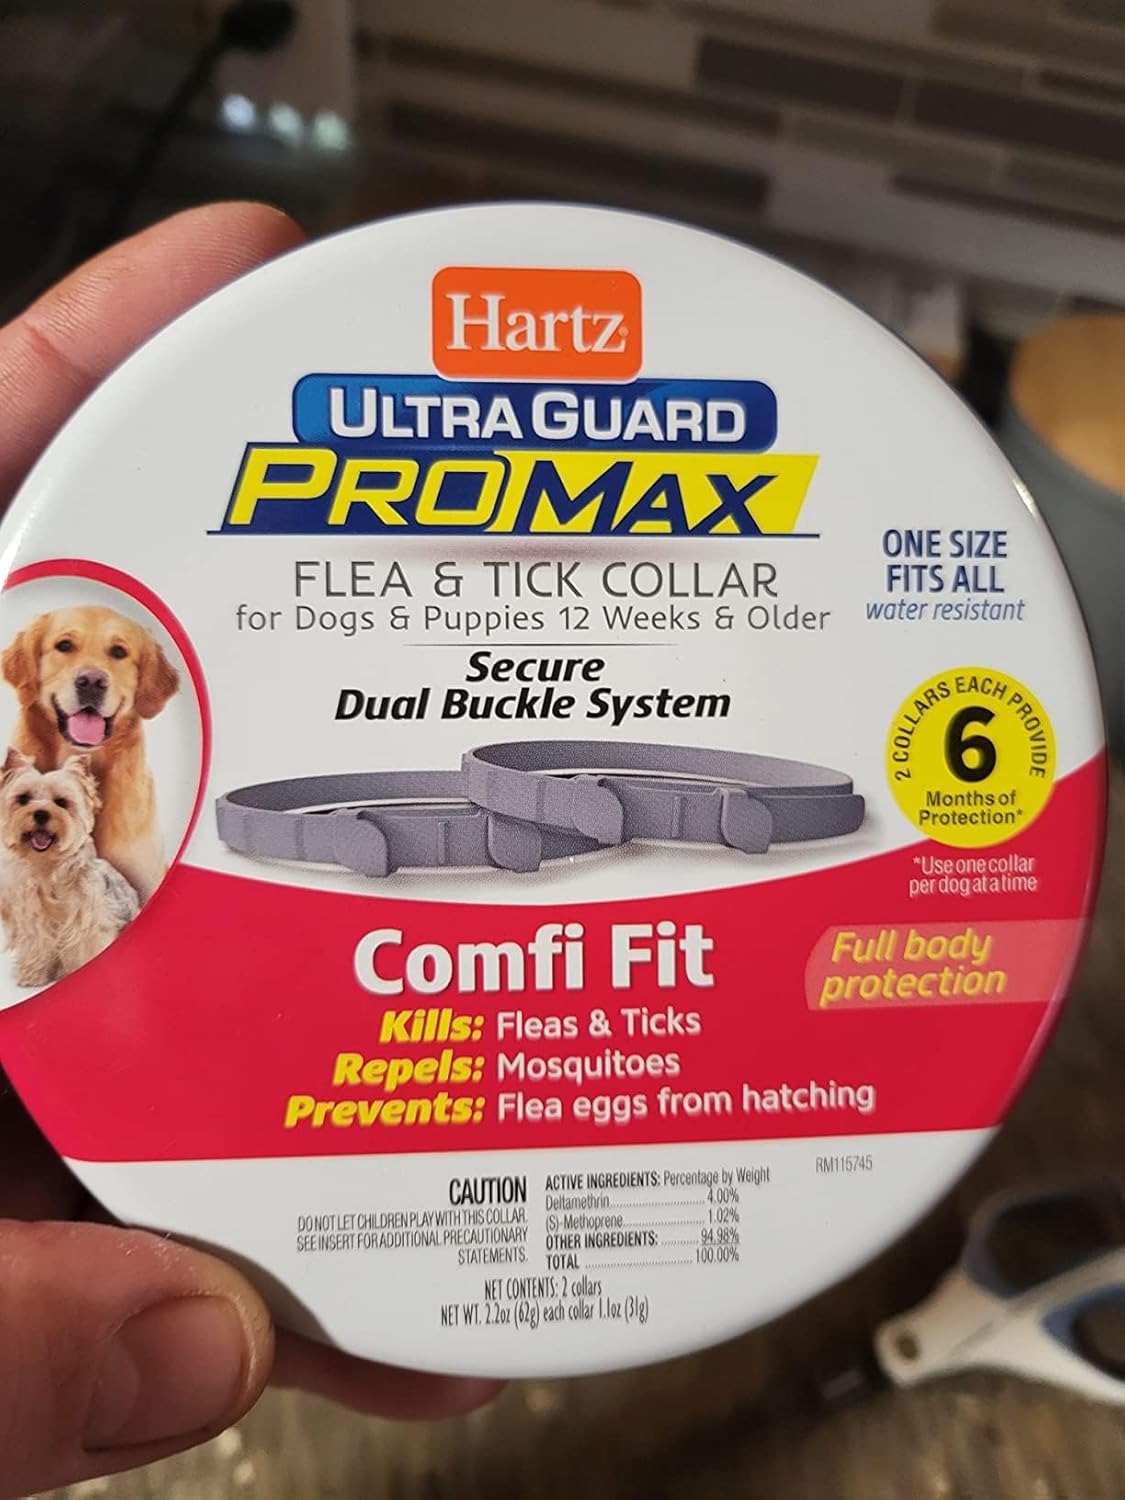 Hartz
ULTRA GUARD
PROMAX
FLEA & TICK COLLAR
for Dogs & Puppies 12 Weeks & Older
Secure
Dual Buckle System
ONE SIZE
FITS ALL
water resistant
2 COLLARS EACH PROVIDE
6
Months of
Protection*
*Use one collar
per dog at a time
Comfi Fit
Full body
protection
Kills: Fleas & Ticks
Repels: Mosquitoes
Prevents: Flea eggs from hatching
RM115745
CAUTION
DO NOT LET CHILDREN PLAY WITH THIS COLLAR.
SEE INSERT FOR ADDITIONAL PRECAUTIONARY
STATEMENTS.
ACTIVE INGREDIENTS: Percentage by Weight
Deltamethrin 4.00%
(S)-Methoprene 1.02%
OTHER INGREDIENTS: 94.98%
TOTAL 100.00%
NET CONTENTS: 2 collars
NET WT. 2.2oz (62g) each collar 1.1oz (31g)